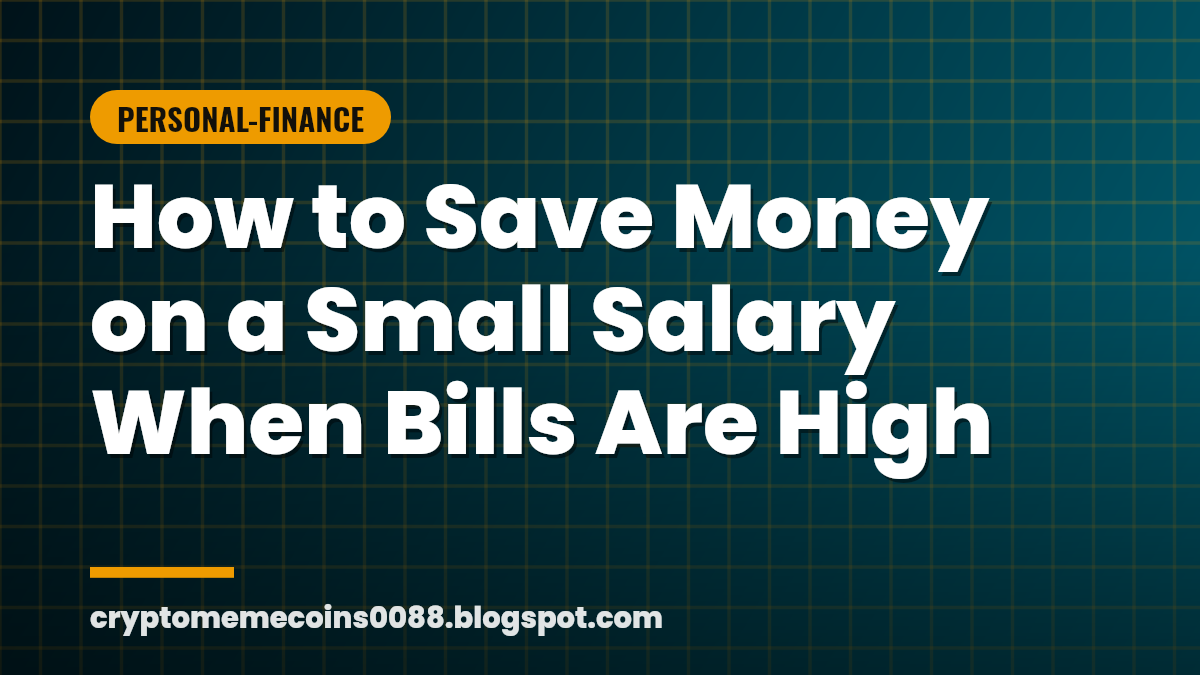 PERSONAL-FINANCE
How to Save Money
on a Small Salary
When Bills Are High
cryptomemecoins0088.blogspot.com